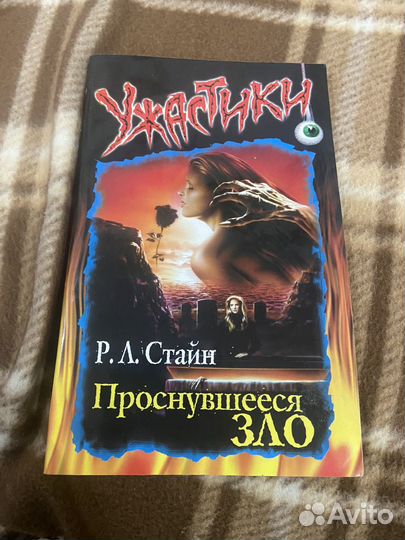 Ужастики
Р. Л. Стайн
Проснувшееся
ЗЛО
Avito